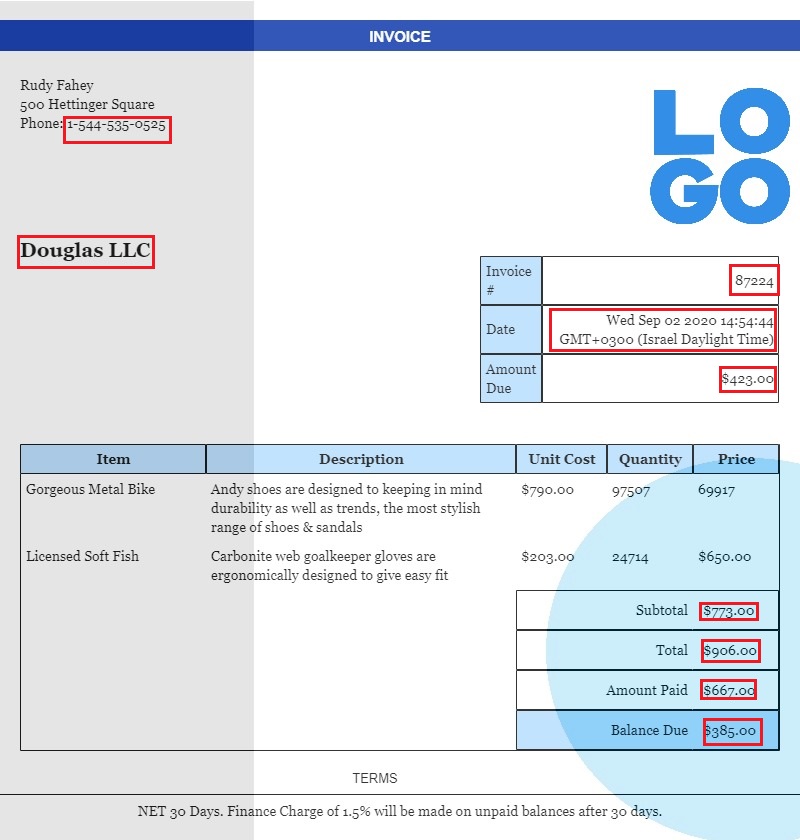 INVOICE
Rudy Fahey
500 Hettinger Square
Phone: 1-544-535-0525
LO
GO
Douglas LLC
Invoice # 87224
Date Wed Sep 02 2020 14:54:44
GMT+0300 (Israel Daylight Time)
Amount Due $423.00
Item Description Unit Cost Quantity Price
Gorgeous Metal Bike Andy shoes are designed to keeping in mind $790.00 97507 69917
durability as well as trends, the most stylish
range of shoes & sandals
Licensed Soft Fish Carbonite web goalkeeper gloves are $203.00 24714 $650.00
ergonomically designed to give easy fit
Subtotal $773.00
Total $906.00
Amount Paid $667.00
Balance Due $385.00
TERMS
NET 30 Days. Finance Charge of 1.5% will be made on unpaid balances after 30 days.